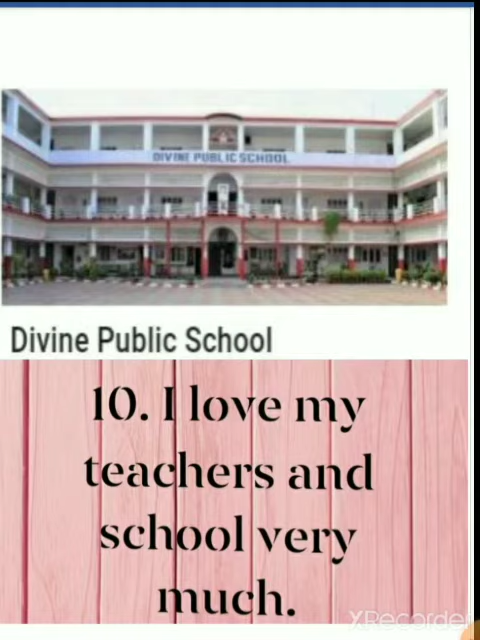 DIVINE PUBLIC SCHOOL
Divine Public School
10. I love my
teachers and
school very
much.
XRecorder